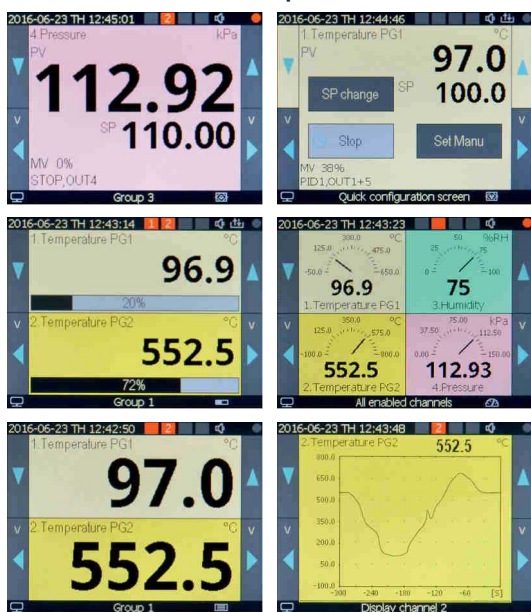 2016-06-23 TH 12:45:01 2
4.Pressure kPa
PV
112.92
SP 110.00
MV 0%
STOP,OUT4
Group 3
2016-06-23 TH 12:44:46
1.Temperature PG1 °C
PV
97.0
SP change SP 100.0
Stop Set Manu
MV 38%
PID1,OUT1+5
Quick configuration screen
2016-06-23 TH 12:43:14 1 2
1.Temperature PG1 °C
96.9
20%
2.Temperature PG2 °C
552.5
72%
Group 1
2016-06-23 TH 12:43:23
300.0 °C
125.0 475.0
-50.0 650.0
96.9
1.Temperature PG1
50 %RH
25 75
0 100
75
3.Humidity
350.0 °C
125.0 575.0
-100.0 800.0
552.5
2.Temperature PG2
75.00 kPa
37.50 112.50
0.00 150.00
112.93
4.Pressure
All enabled channels
2016-06-23 TH 12:42:50 2
1.Temperature PG1 °C
97.0
2.Temperature PG2 °C
552.5
Group 1
2016-06-23 TH 12:43:48 2
2.Temperature PG2 552.5 °C
800.0
650.0
500.0
350.0
200.0
50.0
-100.0
-300 -240 -180 -120 -60 [S]
Display channel 2